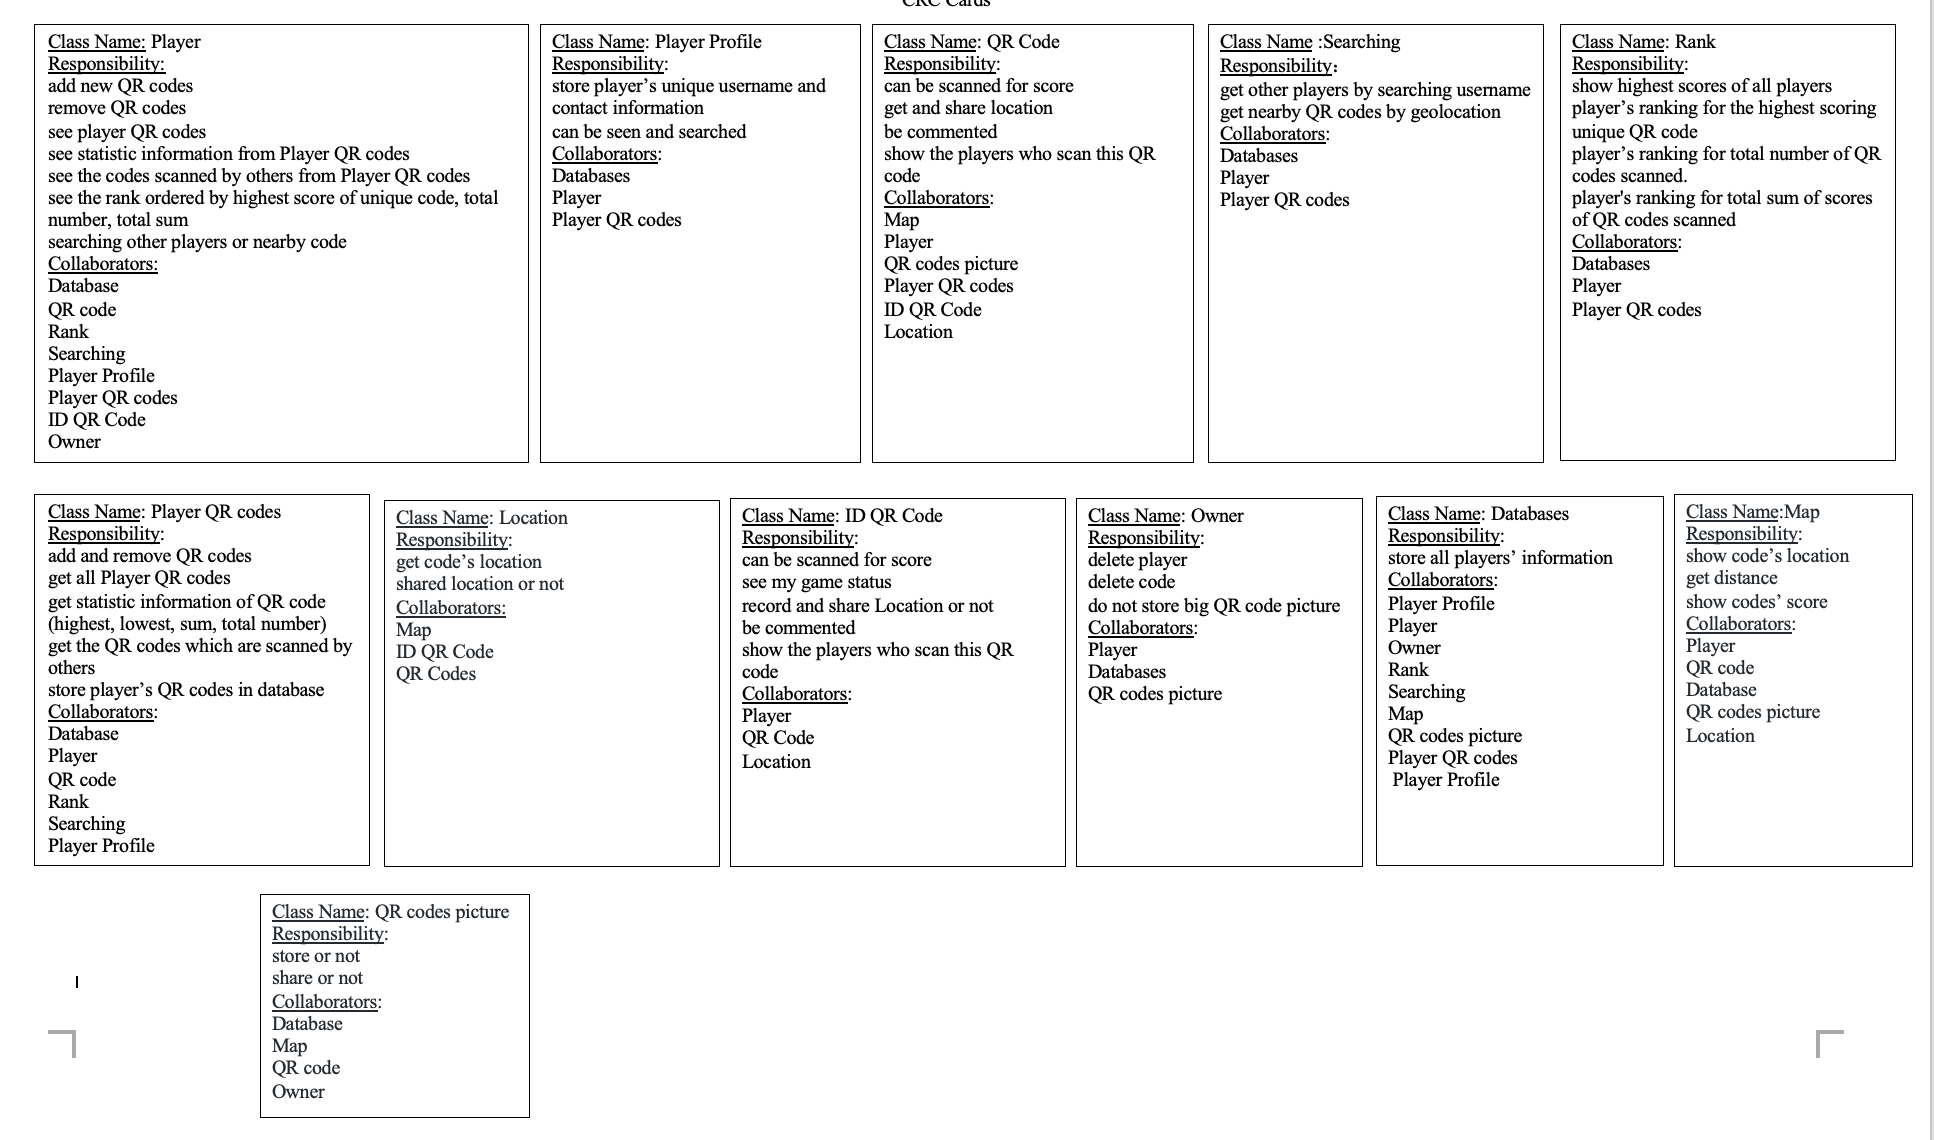 CRC Cards
Class Name: Player
Responsibility:
add new QR codes
remove QR codes
see player QR codes
see statistic information from Player QR codes
see the codes scanned by others from Player QR codes
see the rank ordered by highest score of unique code, total
number, total sum
searching other players or nearby code
Collaborators:
Database
QR code
Rank
Searching
Player Profile
Player QR codes
ID QR Code
Owner
Class Name: Player Profile
Responsibility:
store player’s unique username and
contact information
can be seen and searched
Collaborators:
Databases
Player
Player QR codes
Class Name: QR Code
Responsibility:
can be scanned for score
get and share location
be commented
show the players who scan this QR
code
Collaborators:
Map
Player
QR codes picture
Player QR codes
ID QR Code
Location
Class Name :Searching
Responsibility：
get other players by searching username
get nearby QR codes by geolocation
Collaborators:
Databases
Player
Player QR codes
Class Name: Rank
Responsibility:
show highest scores of all players
player’s ranking for the highest scoring
unique QR code
player’s ranking for total number of QR
codes scanned.
player's ranking for total sum of scores
of QR codes scanned
Collaborators:
Databases
Player
Player QR codes
Class Name: Player QR codes
Responsibility:
add and remove QR codes
get all Player QR codes
get statistic information of QR code
(highest, lowest, sum, total number)
get the QR codes which are scanned by
others
store player’s QR codes in database
Collaborators:
Database
Player
QR code
Rank
Searching
Player Profile
Class Name: Location
Responsibility:
get code’s location
shared location or not
Collaborators:
Map
ID QR Code
QR Codes
Class Name: ID QR Code
Responsibility:
can be scanned for score
see my game status
record and share Location or not
be commented
show the players who scan this QR
code
Collaborators:
Player
QR Code
Location
Class Name: Owner
Responsibility:
delete player
delete code
do not store big QR code picture
Collaborators:
Player
Databases
QR codes picture
Class Name: Databases
Responsibility:
store all players’ information
Collaborators:
Player Profile
Player
Owner
Rank
Searching
Map
QR codes picture
Player QR codes
Player Profile
Class Name:Map
Responsibility:
show code’s location
get distance
show codes’ score
Collaborators:
Player
QR code
Database
QR codes picture
Location
Class Name: QR codes picture
Responsibility:
store or not
share or not
Collaborators:
Database
Map
QR code
Owner